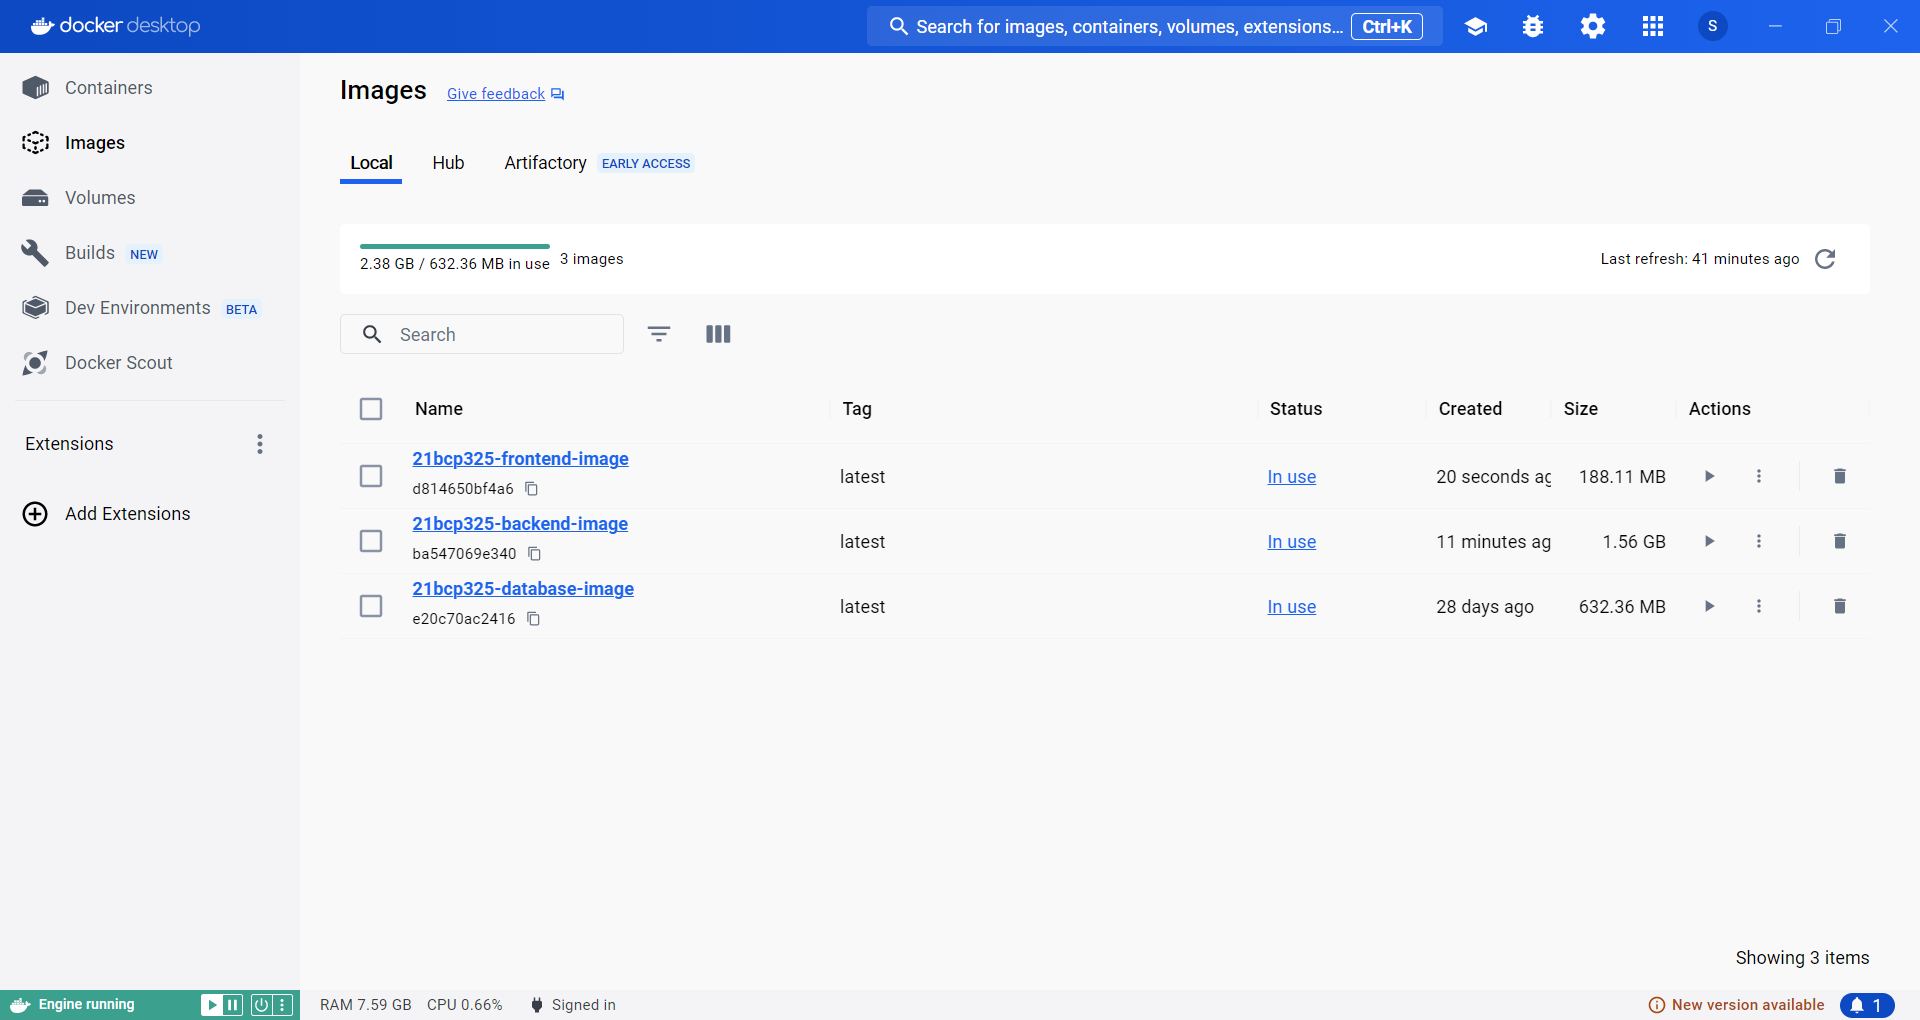 docker desktop
Search for images, containers, volumes, extensions... Ctrl+K
S
Containers
Images
Volumes
Builds NEW
Dev Environments BETA
Docker Scout
Extensions
Add Extensions
Images Give feedback
Local Hub Artifactory EARLY ACCESS
2.38 GB / 632.36 MB in use 3 images
Last refresh: 41 minutes ago
Search
Name Tag Status Created Size Actions
21bcp325-frontend-image
d814650bf4a6
latest In use 20 seconds ag 188.11 MB
21bcp325-backend-image
ba547069e340
latest In use 11 minutes ag 1.56 GB
21bcp325-database-image
e20c70ac2416
latest In use 28 days ago 632.36 MB
Showing 3 items
Engine running
RAM 7.59 GB CPU 0.66% Signed in
New version available 1